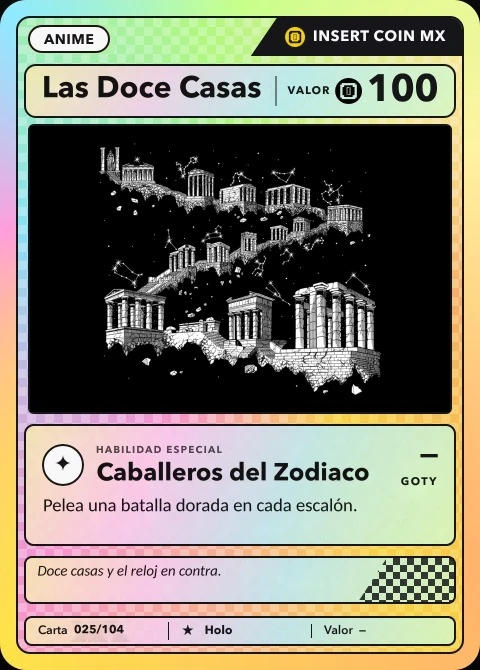 ANIME
INSERT COIN MX
Las Doce Casas
VALOR 100
HABILIDAD ESPECIAL
Caballeros del Zodiaco
–
GOTY
Pelea una batalla dorada en cada escalón.
Doce casas y el reloj en contra.
Carta 025/104
★ Holo
Valor –